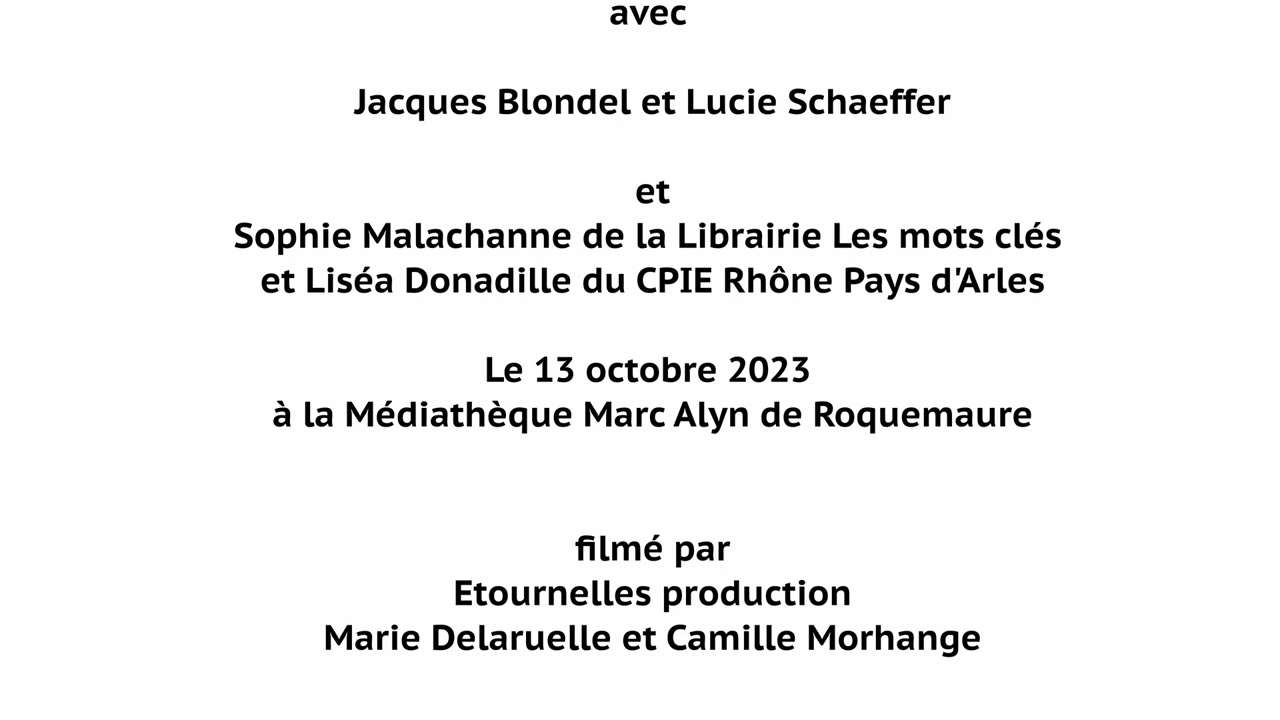 avec
Jacques Blondel et Lucie Schaeffer
et
Sophie Malachanne de la Librairie Les mots clés
et Liséa Donadille du CPIE Rhône Pays d'Arles
Le 13 octobre 2023
à la Médiathèque Marc Alyn de Roquemaure
filmé par
Etournelles production
Marie Delaruelle et Camille Morhange